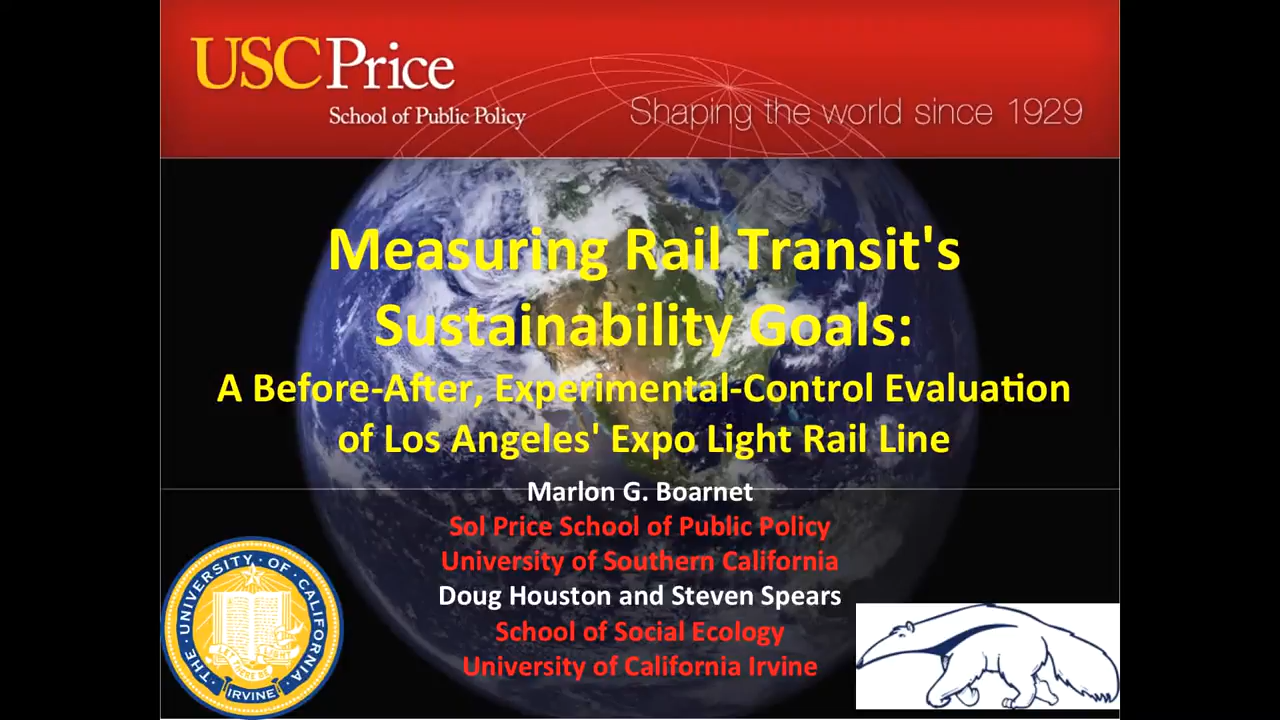 USC Price
School of Public Policy
Shaping the world since 1929
Measuring Rail Transit's
Sustainability Goals:
A Before-After, Experimental-Control Evaluation
of Los Angeles' Expo Light Rail Line
Marlon G. Boarnet
Sol Price School of Public Policy
University of Southern California
Doug Houston and Steven Spears
School of Social Ecology
University of California Irvine
THE · UNIVERSITY · OF · CALIFORNIA
LET THERE BE LIGHT
IRVINE